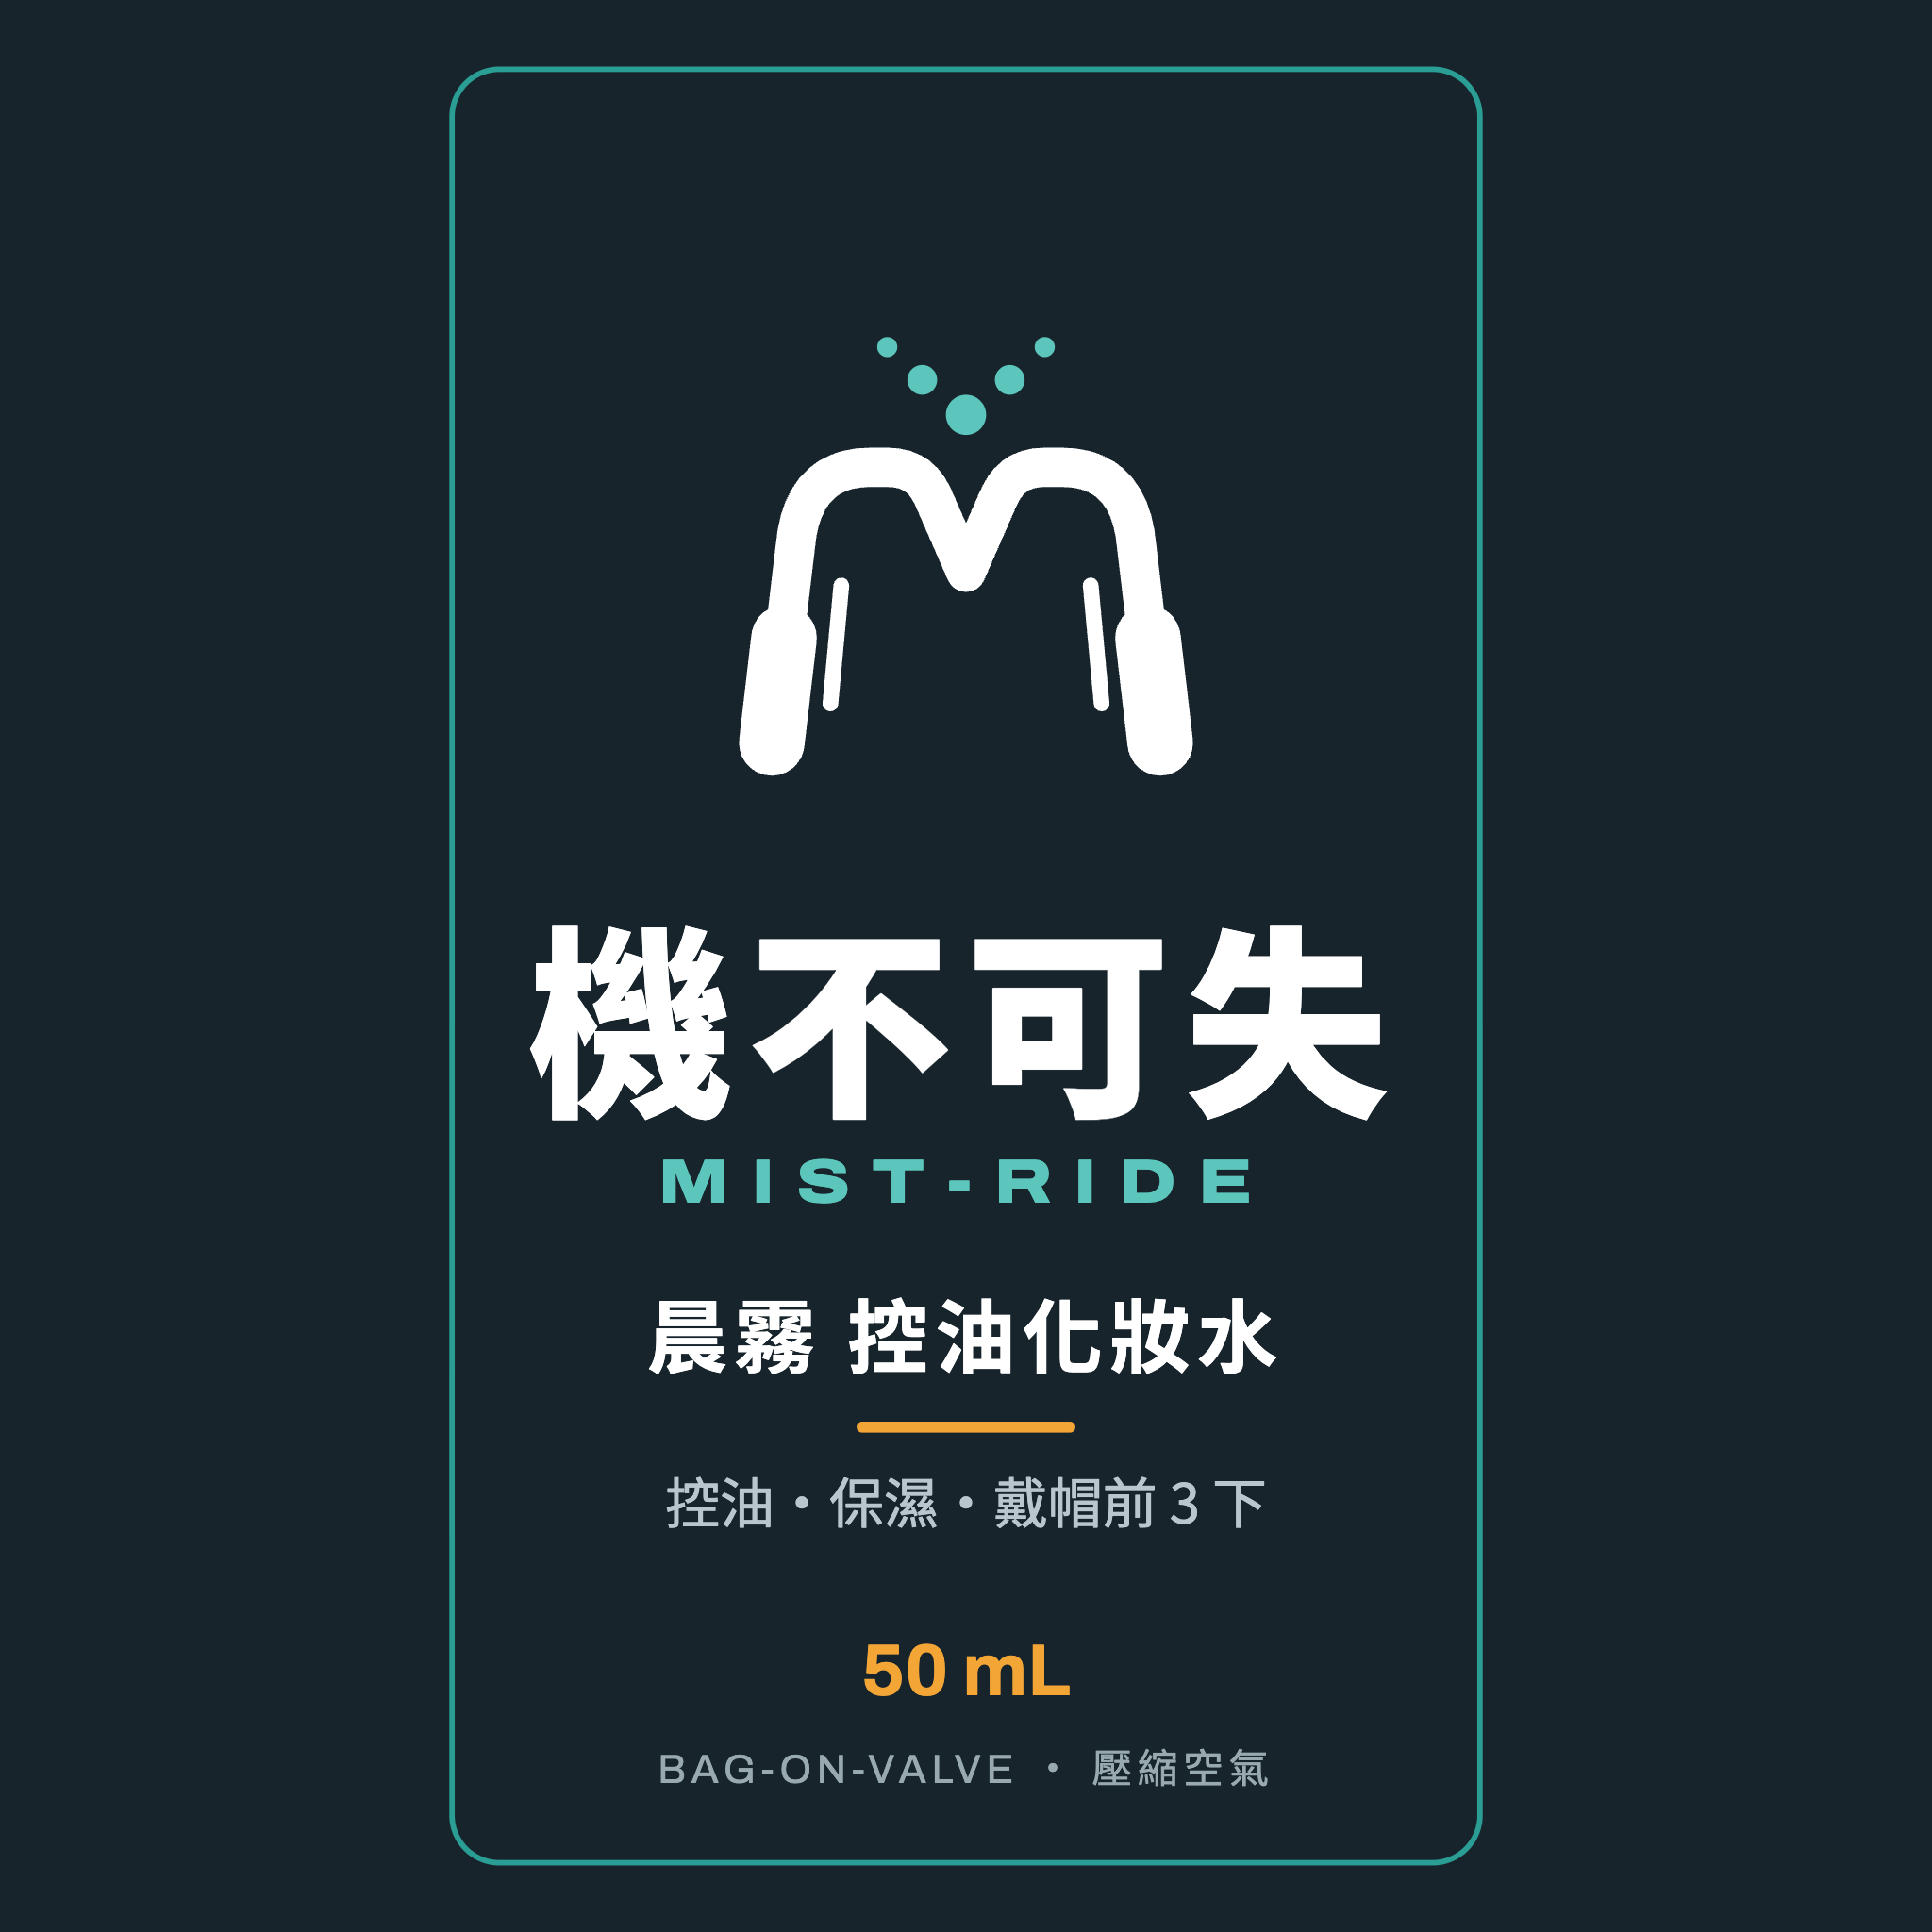 機不可失
MIST-RIDE
晨霧 控油化妝水
控油・保濕・戴帽前 3 下
50 mL
BAG-ON-VALVE ・ 壓縮空氣